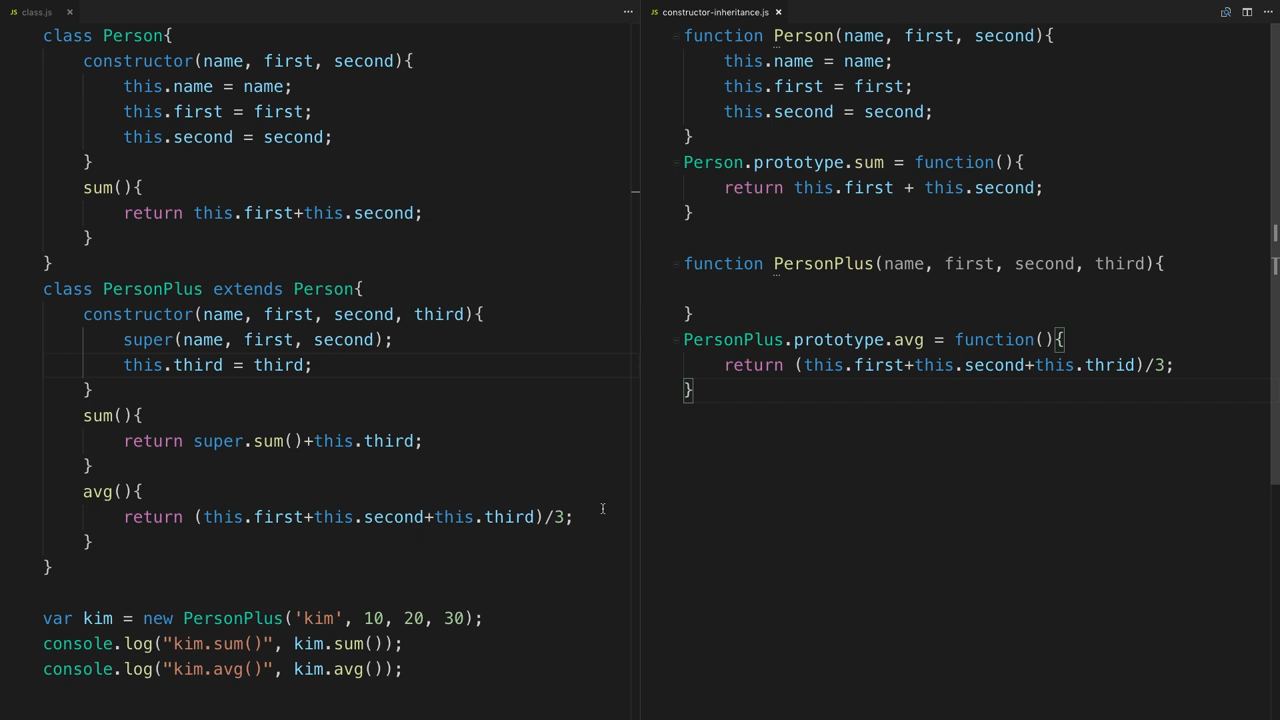 JS class.js ×
class Person{
constructor(name, first, second){
this.name = name;
this.first = first;
this.second = second;
}
sum(){
return this.first+this.second;
}
}
class PersonPlus extends Person{
constructor(name, first, second, third){
super(name, first, second);
this.third = third;
}
sum(){
return super.sum()+this.third;
}
avg(){
return (this.first+this.second+this.third)/3;
}
}
var kim = new PersonPlus('kim', 10, 20, 30);
console.log("kim.sum()", kim.sum());
console.log("kim.avg()", kim.avg());
JS constructor-inheritance.js ×
function Person(name, first, second){
this.name = name;
this.first = first;
this.second = second;
}
Person.prototype.sum = function(){
return this.first + this.second;
}
function PersonPlus(name, first, second, third){
}
PersonPlus.prototype.avg = function(){
return (this.first+this.second+this.thrid)/3;
}